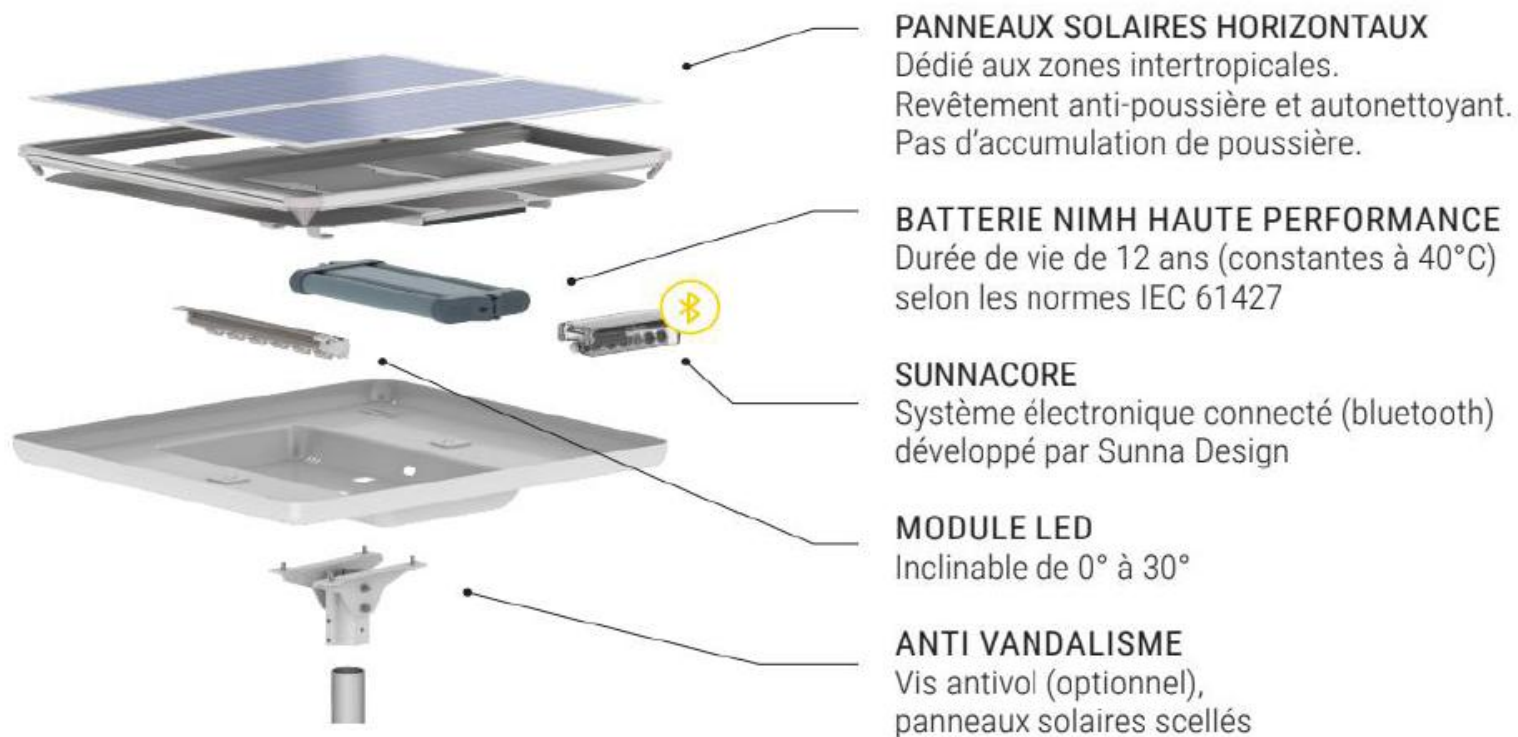 PANNEAUX SOLAIRES HORIZONTAUX
Dédié aux zones intertropicales.
Revêtement anti-poussière et autonettoyant.
Pas d'accumulation de poussière.
BATTERIE NIMH HAUTE PERFORMANCE
Durée de vie de 12 ans (constantes à 40°C)
selon les normes IEC 61427
SUNNACORE
Système électronique connecté (bluetooth)
développé par Sunna Design
MODULE LED
Inclinable de 0° à 30°
ANTI VANDALISME
Vis antivol (optionnel),
panneaux solaires scellés